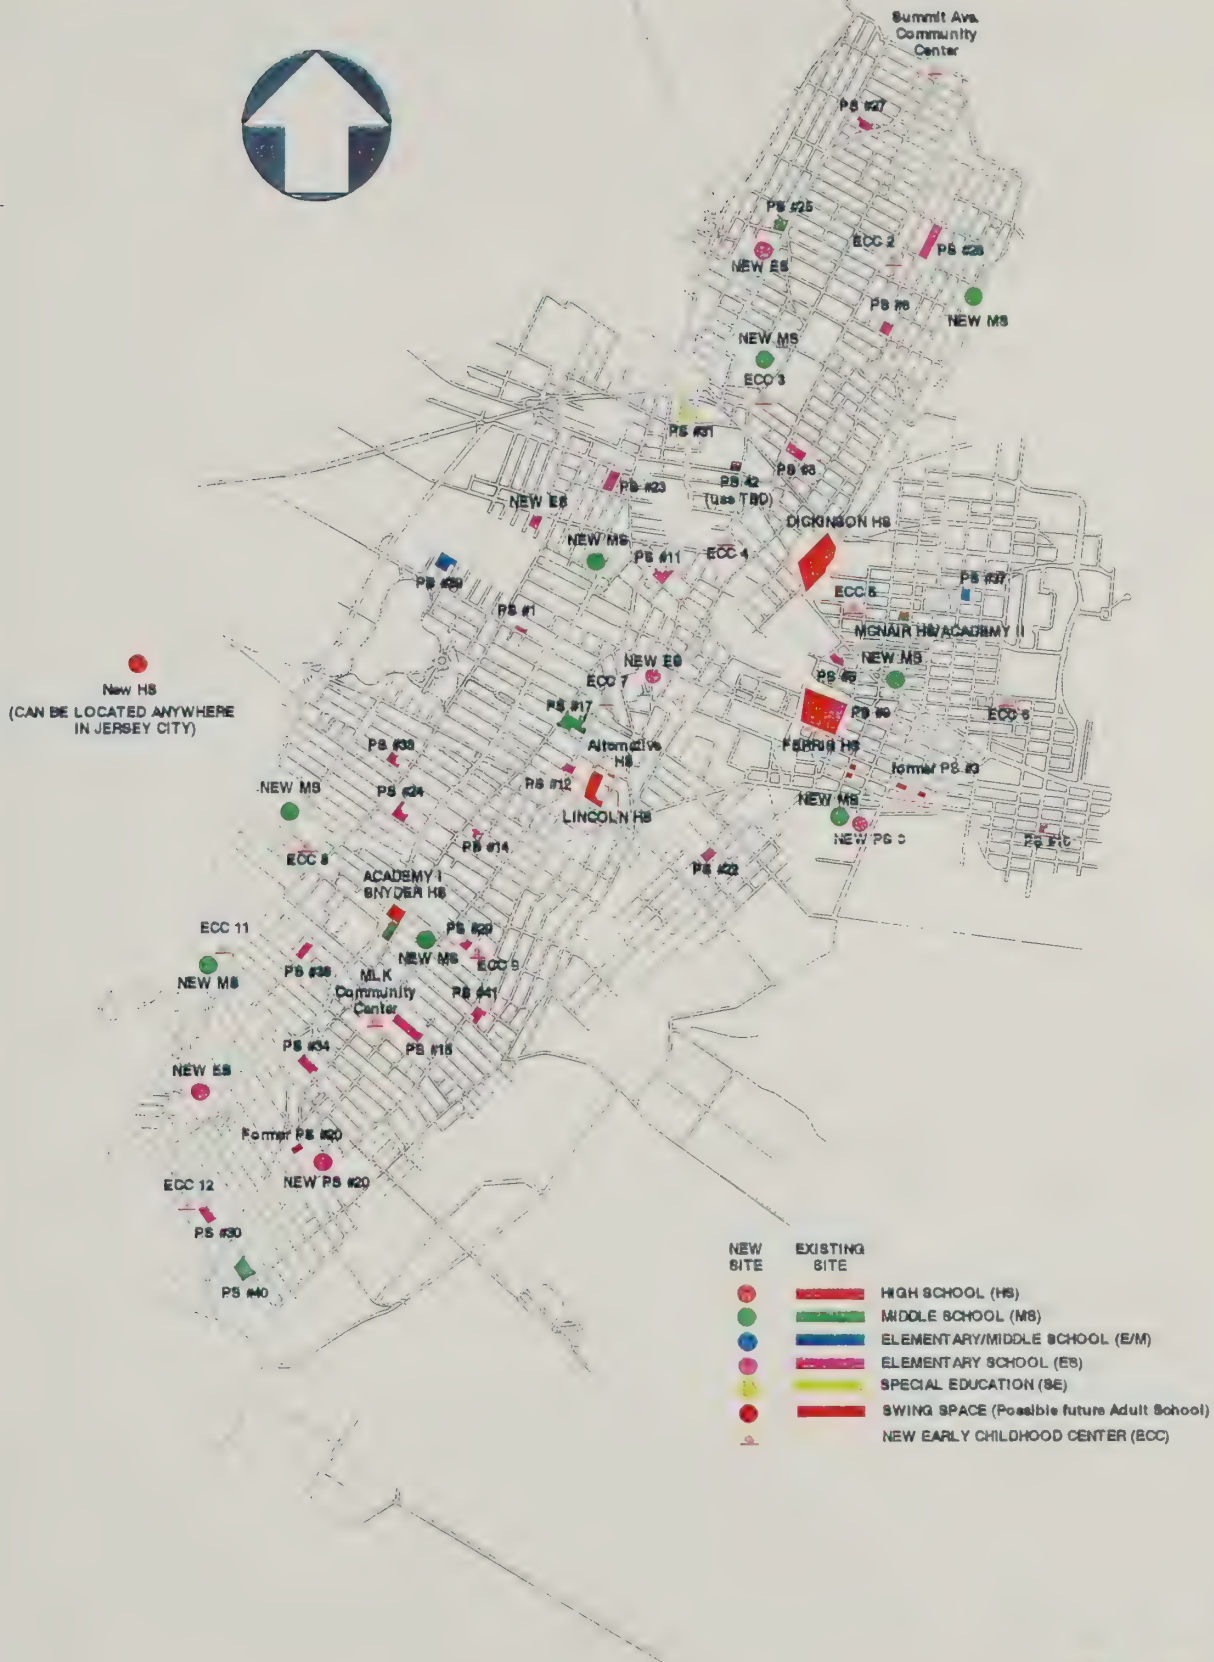 Summit Ave.
Community
Center
PS #27
PS #25
ECC 2
PS #28
NEW ES
PS #6
NEW MS
NEW MS
ECC 3
PS #31
PS #8
PS #23
PS 42
(use TBD)
NEW ES
DICKINSON HS
NEW MS
PS #11
ECC 4
PS #39
PS #37
ECC 5
PS #1
MCNAIR HS/ACADEMY II
NEW ES
NEW MS
New HS
(CAN BE LOCATED ANYWHERE
IN JERSEY CITY)
ECC 7
PS #5
PS #17
PS #9
ECC 6
Alternative
HS
FERRIS HS
PS #38
former PS #3
PS #12
NEW MS
PS #24
LINCOLN HS
NEW MS
NEW PS 3
PS #14
PS #16
ECC 8
PS #22
ACADEMY I
SNYDER HS
ECC 11
PS #29
NEW MS
ECC 9
NEW MS
MLK
Community
Center
PS #41
PS #34
PS #15
NEW ES
Former PS #20
NEW PS #20
ECC 12
PS #30
PS #40
NEW
SITE
EXISTING
SITE
HIGH SCHOOL (HS)
MIDDLE SCHOOL (MS)
ELEMENTARY/MIDDLE SCHOOL (E/M)
ELEMENTARY SCHOOL (ES)
SPECIAL EDUCATION (SE)
SWING SPACE (Possible future Adult School)
NEW EARLY CHILDHOOD CENTER (ECC)